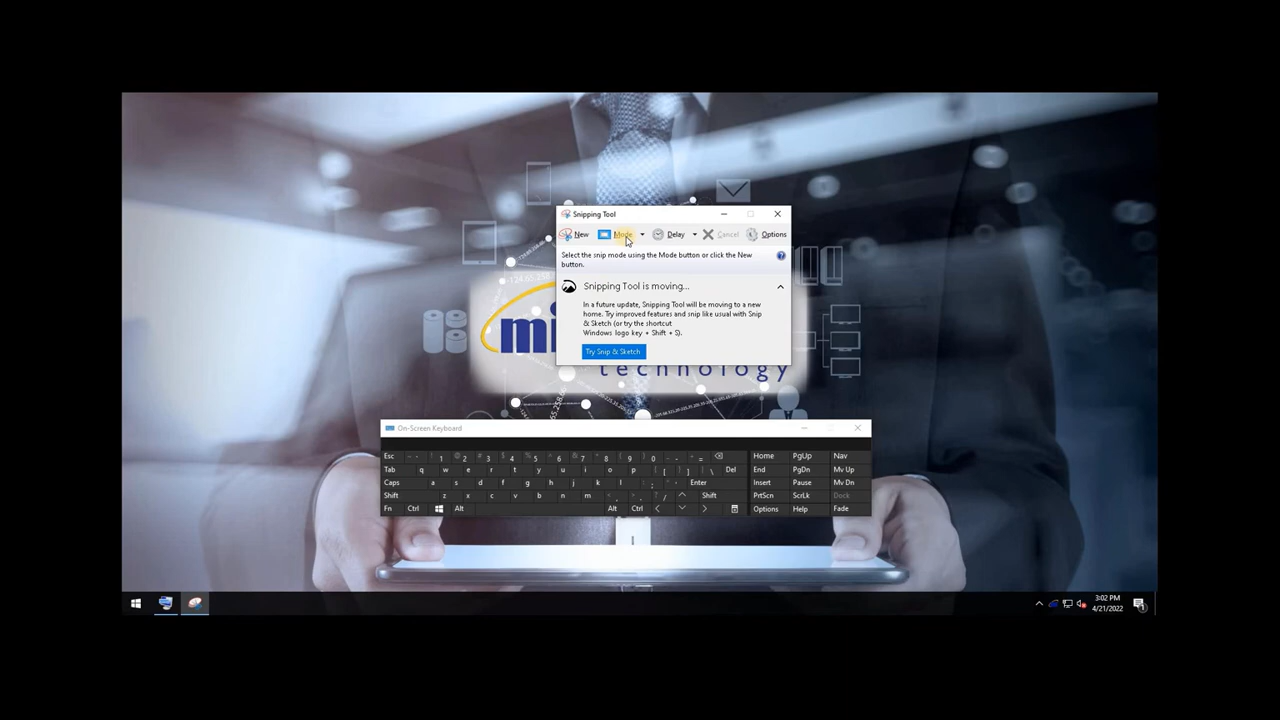 Snipping Tool
New Mode Delay Cancel Options
Select the snip mode using the Mode button or click the New
button.
Snipping Tool is moving...
In a future update, Snipping Tool will be moving to a new
home. Try improved features and snip like usual with Snip
& Sketch (or try the shortcut
Windows logo key + Shift + S).
Try Snip & Sketch
mi
technology
On-Screen Keyboard
Esc 1 2 3 4 5 6 7 8 9 0 - = Home PgUp Nav
Tab q w e r t y u i o p [ ] \ Del End PgDn Mv Up
Caps a s d f g h j k l ; Enter Insert Pause Mv Dn
Shift z x c v b n m , . / Shift PrtScn ScrLk Dock
Fn Ctrl Alt Alt Ctrl Options Help Fade
3:02 PM
4/21/2022